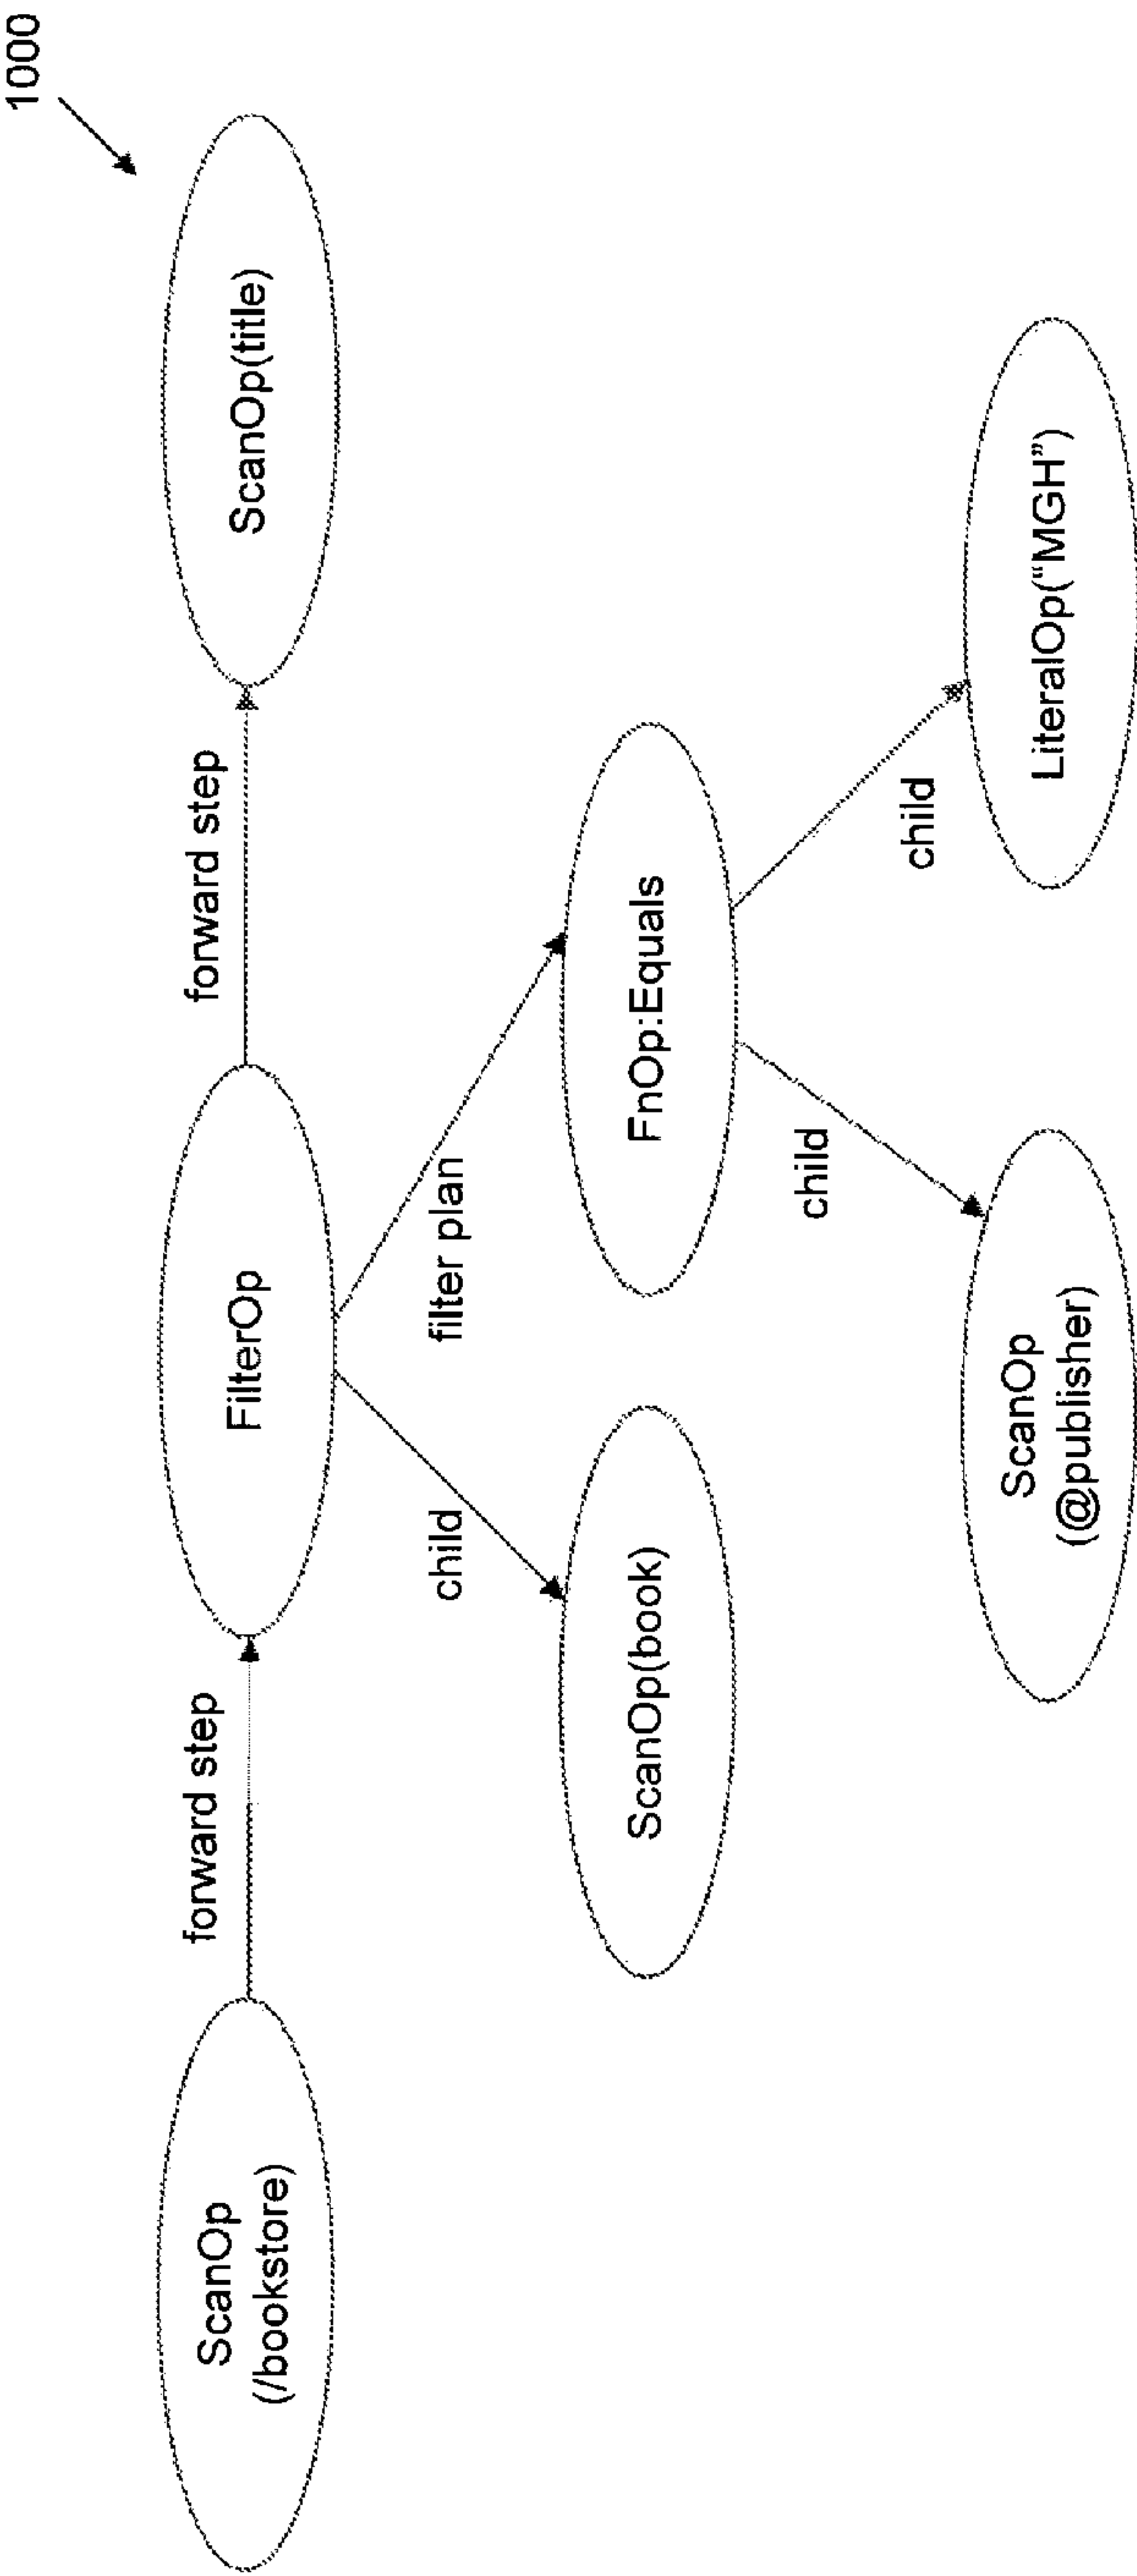 1000
ScanOp
(/bookstore)
forward step
FilterOp
forward step
ScanOp(title)
child
filter plan
ScanOp(book)
FnOp:Equals
child
child
ScanOp
(@publisher)
LiteralOp(“MGH”)